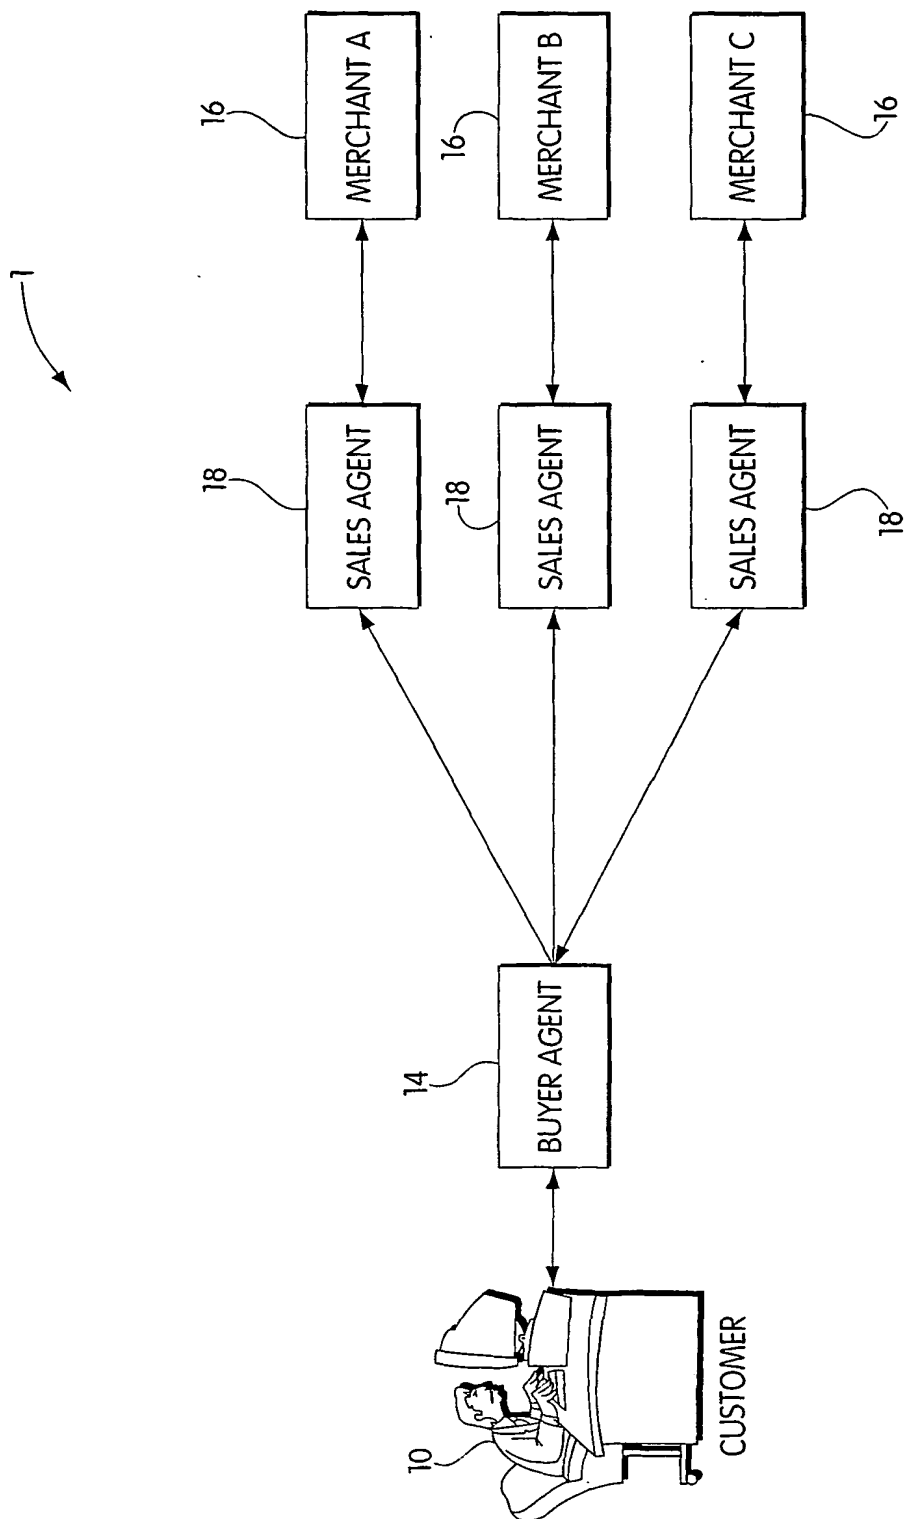 1
16
MERCHANT A
16
MERCHANT B
MERCHANT C
16
18
SALES AGENT
18
SALES AGENT
SALES AGENT
18
14
BUYER AGENT
10
CUSTOMER